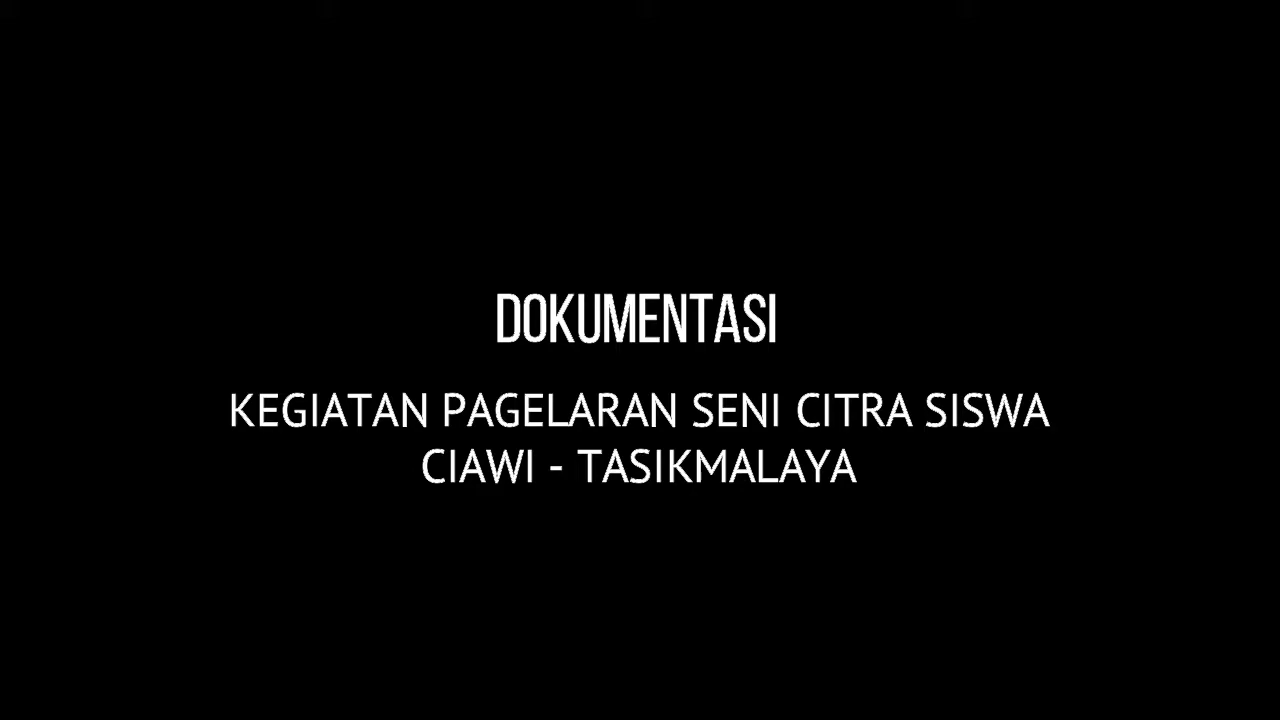 DOKUMENTASI
KEGIATAN PAGELARAN SENI CITRA SISWA
CIAWI - TASIKMALAYA